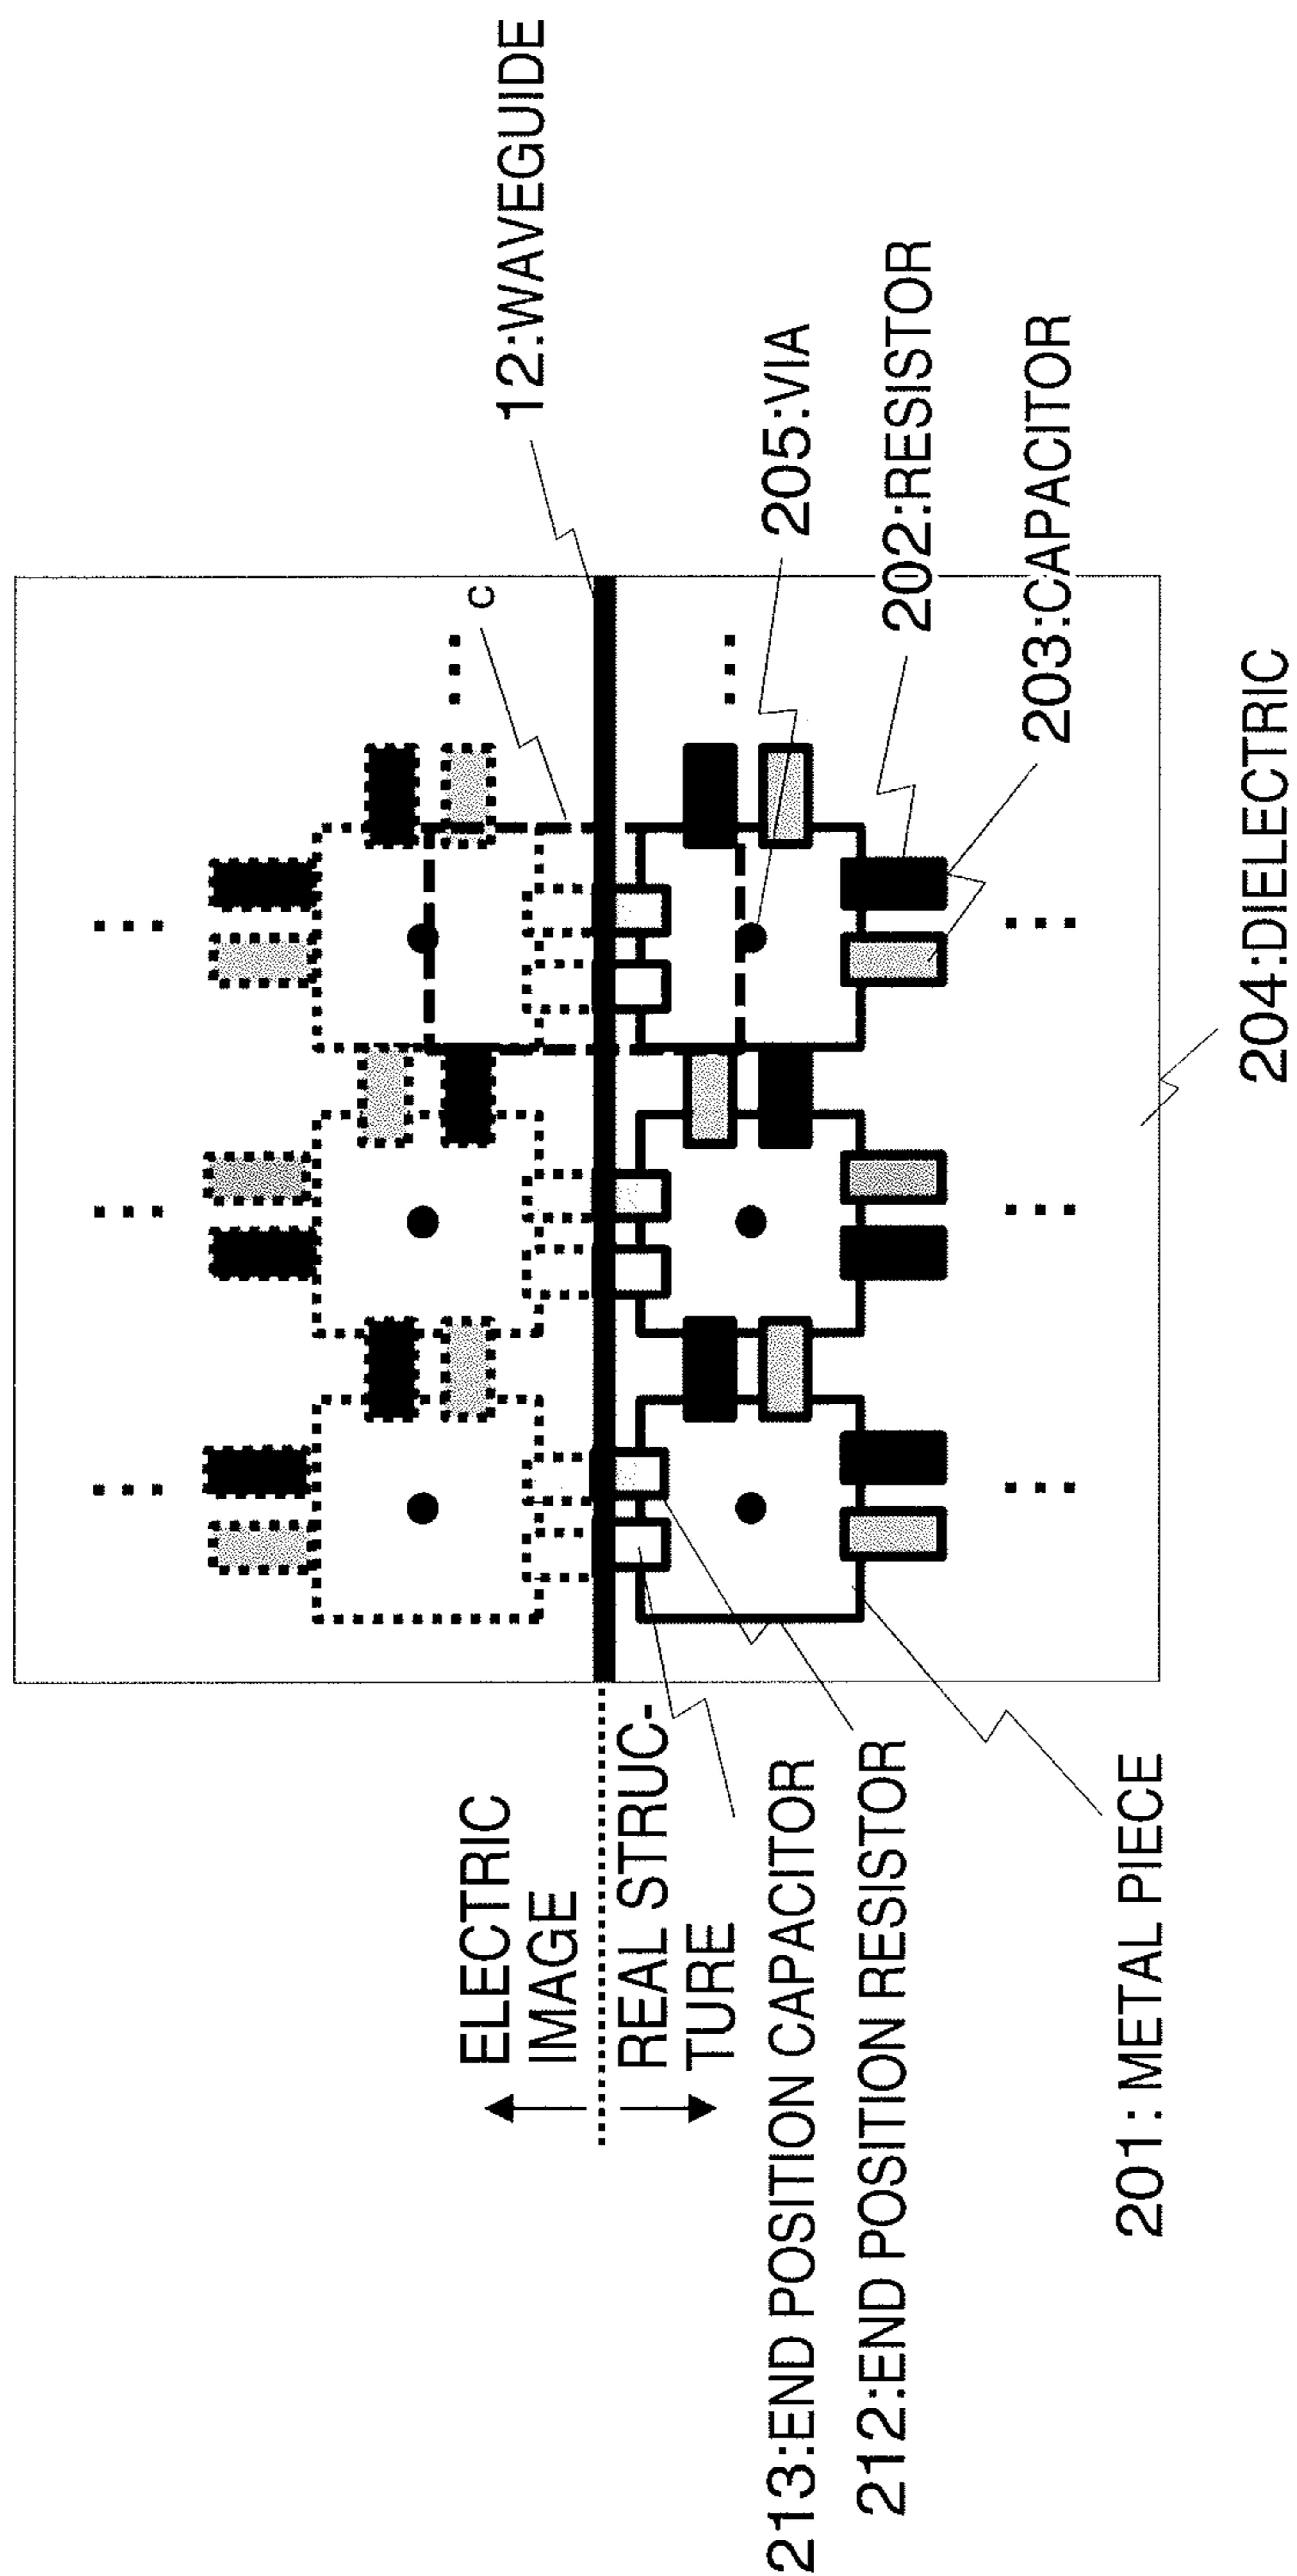 12:WAVEGUIDE
c
205:VIA
202:RESISTOR
203:CAPACITOR
204:DIELECTRIC
ELECTRIC
IMAGE
REAL STRUC-
TURE
213:END POSITION CAPACITOR
212:END POSITION RESISTOR
201: METAL PIECE